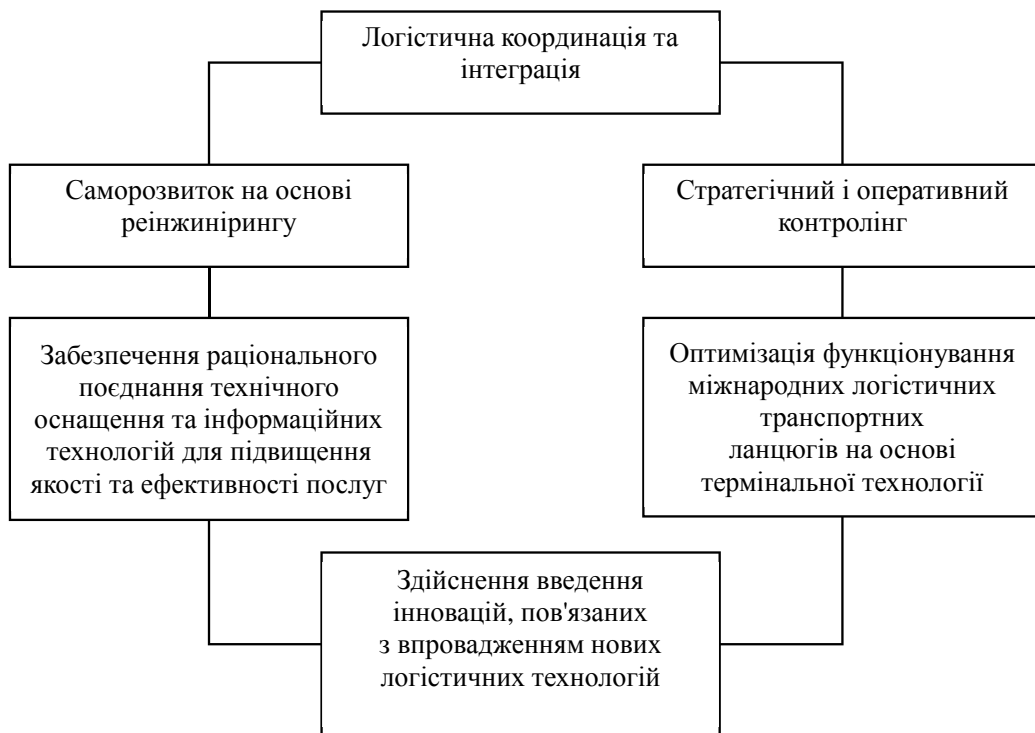 Логістична координація та
інтеграція
Саморозвиток на основі
реінжинірингу
Стратегічний і оперативний
контролінг
Забезпечення раціонального
поєднання технічного
оснащення та інформаційних
технологій для підвищення
якості та ефективності послуг
Оптимізація функціонування
міжнародних логістичних
транспортних
ланцюгів на основі
термінальної технології
Здійснення введення
інновацій, пов'язаних
з впровадженням нових
логістичних технологій